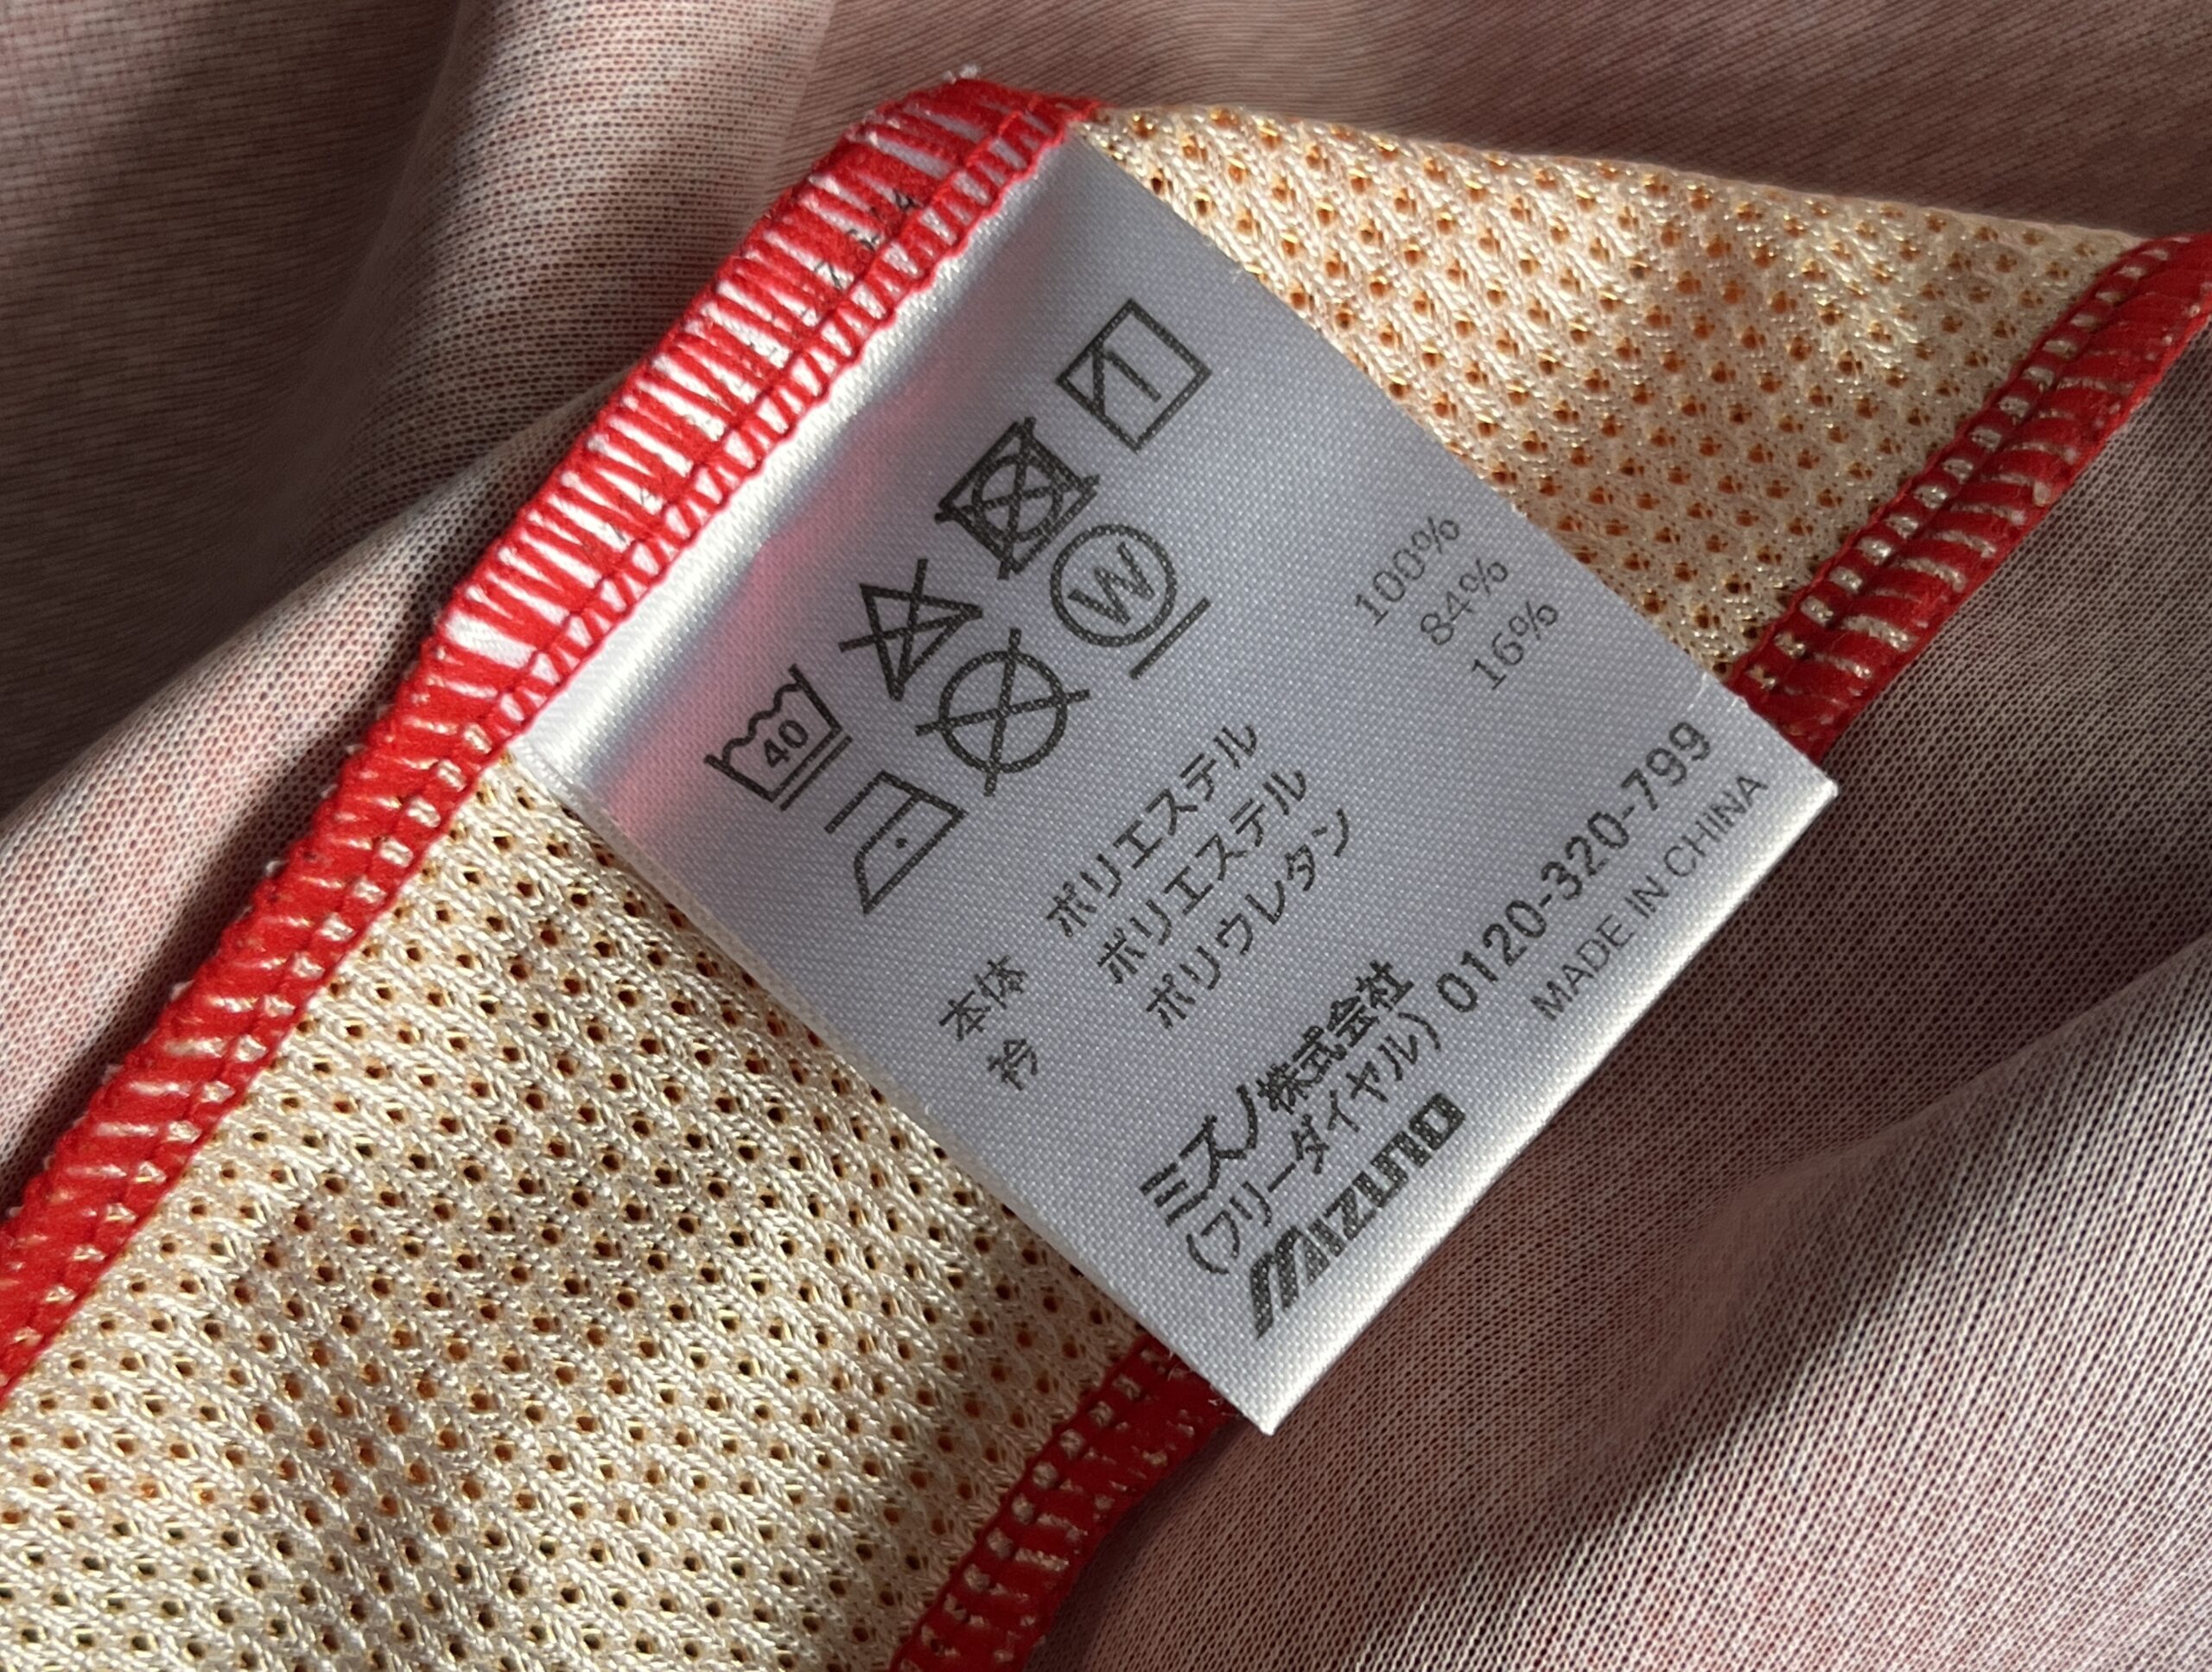 40
W
本体 ポリエステル 100%
衿 ポリエステル 84%
ポリウレタン 16%
ミズノ株式会社
(フリーダイヤル) 0120-320-799
mizuno MADE IN CHINA